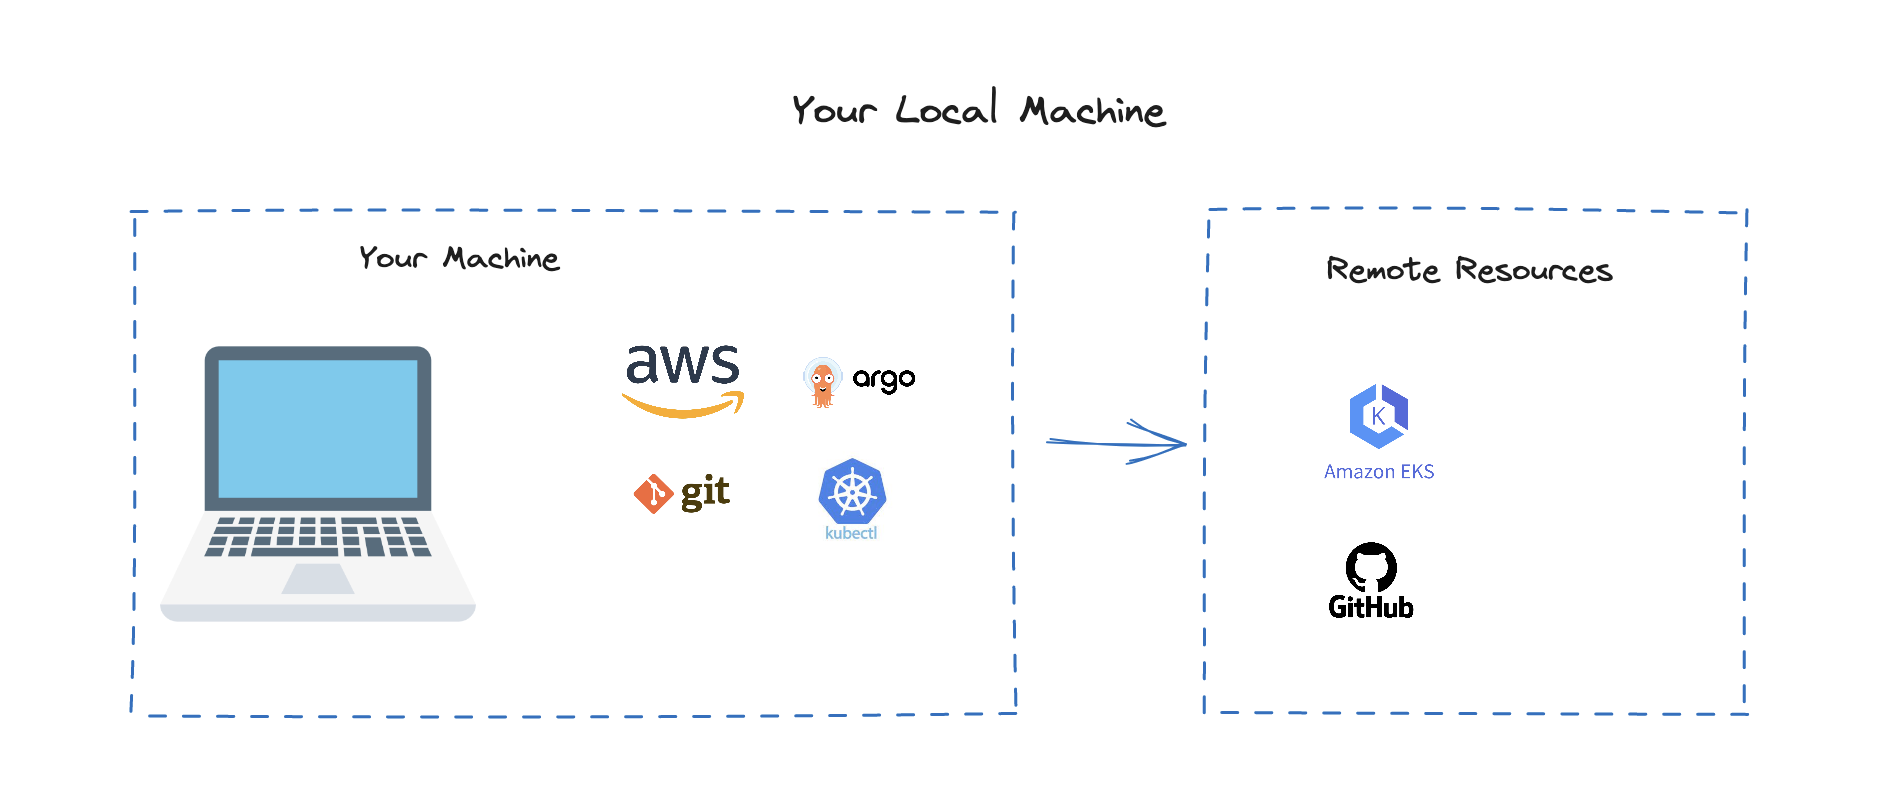 Your Local Machine
Your Machine
aws
argo
git
kubectl
Remote Resources
K
Amazon EKS
GitHub